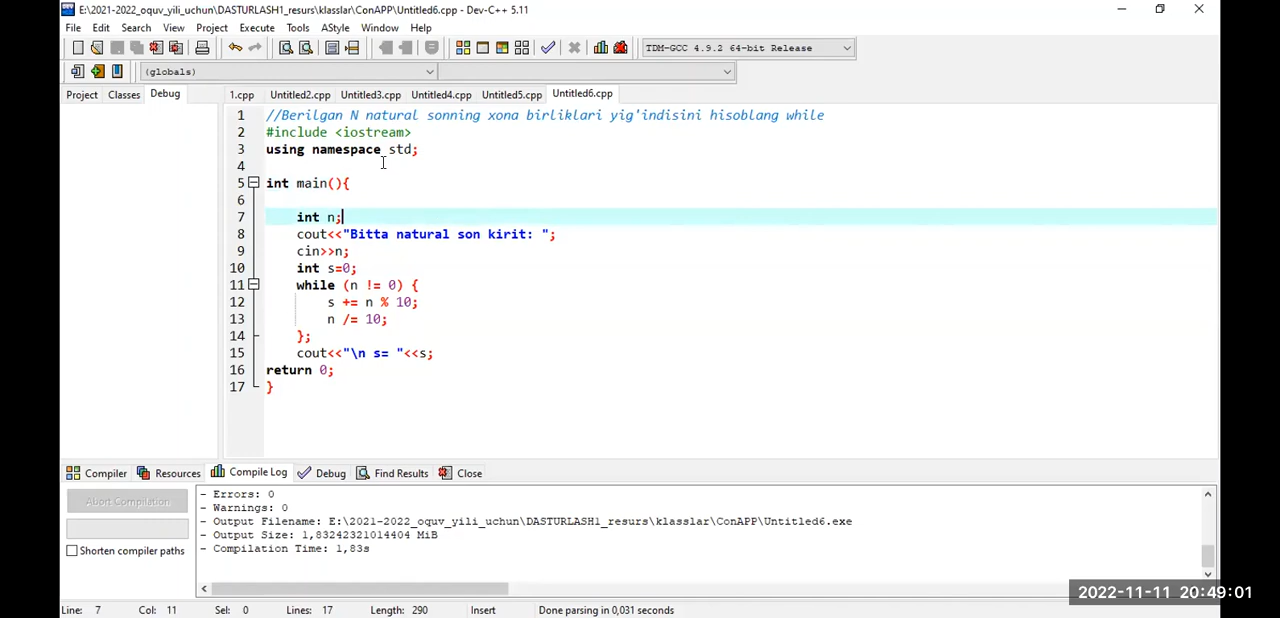 E:\2021-2022_oquv_yili_uchun\DASTURLASH1_resurs\klasslar\ConAPP\Untitled6.cpp - Dev-C++ 5.11
File Edit Search View Project Execute Tools AStyle Window Help
TDM-GCC 4.9.2 64-bit Release
(globals)
Project Classes Debug 1.cpp Untitled2.cpp Untitled3.cpp Untitled4.cpp Untitled5.cpp Untitled6.cpp
1 //Berilgan N natural sonning xona birliklari yig'indisini hisoblang while
2 #include <iostream>
3 using namespace std;
4
5 int main(){
6
7 int n;
8 cout<<"Bitta natural son kirit: ";
9 cin>>n;
10 int s=0;
11 while (n != 0) {
12 s += n % 10;
13 n /= 10;
14 };
15 cout<<"\n s= "<<s;
16 return 0;
17 }
Compiler Resources Compile Log Debug Find Results Close
Abort Compilation
Shorten compiler paths
- Errors: 0
- Warnings: 0
- Output Filename: E:\2021-2022_oquv_yili_uchun\DASTURLASH1_resurs\klasslar\ConAPP\Untitled6.exe
- Output Size: 1,83242321014404 MiB
- Compilation Time: 1,83s
2022-11-11 20:49:01
Line: 7 Col: 11 Sel: 0 Lines: 17 Length: 290 Insert Done parsing in 0,031 seconds